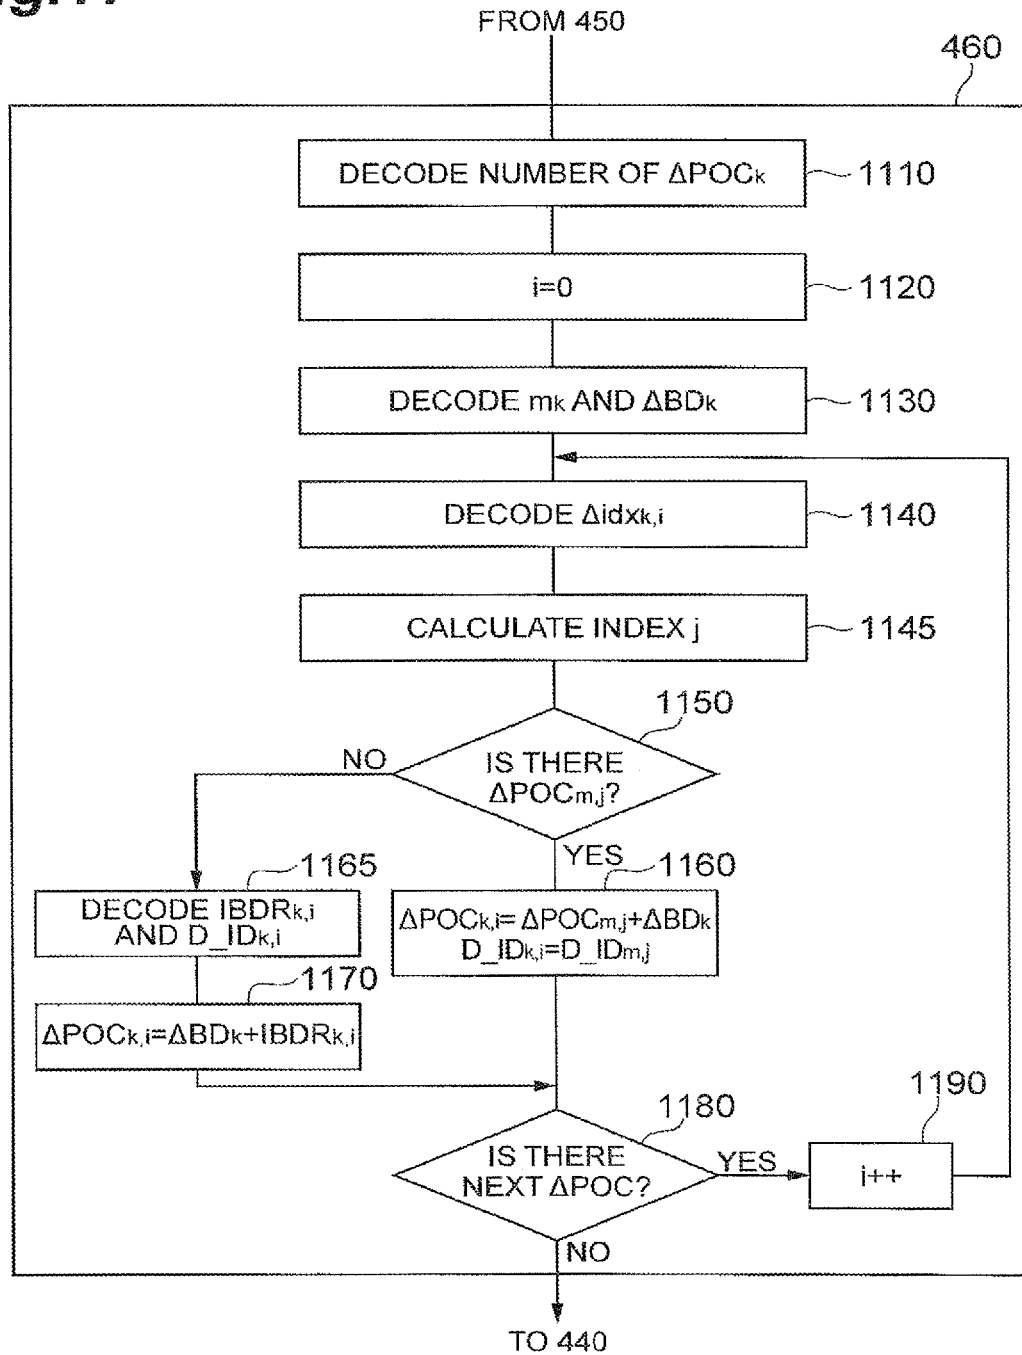 FROM 450
460
DECODE NUMBER OF ΔPOCk
1110
i=0
1120
DECODE mk AND ΔBDk
1130
DECODE Δidxk,i
1140
CALCULATE INDEX j
1145
1150
IS THERE
ΔPOCm,j?
NO
YES
1165
DECODE IBDRk,i
AND D_IDk,i
1160
ΔPOCk,i= ΔPOCm,j+ΔBDk
D_IDk,i=D_IDm,j
1170
ΔPOCk,i=ΔBDk+IBDRk,i
1180
IS THERE
NEXT ΔPOC?
YES
1190
i++
NO
TO 440